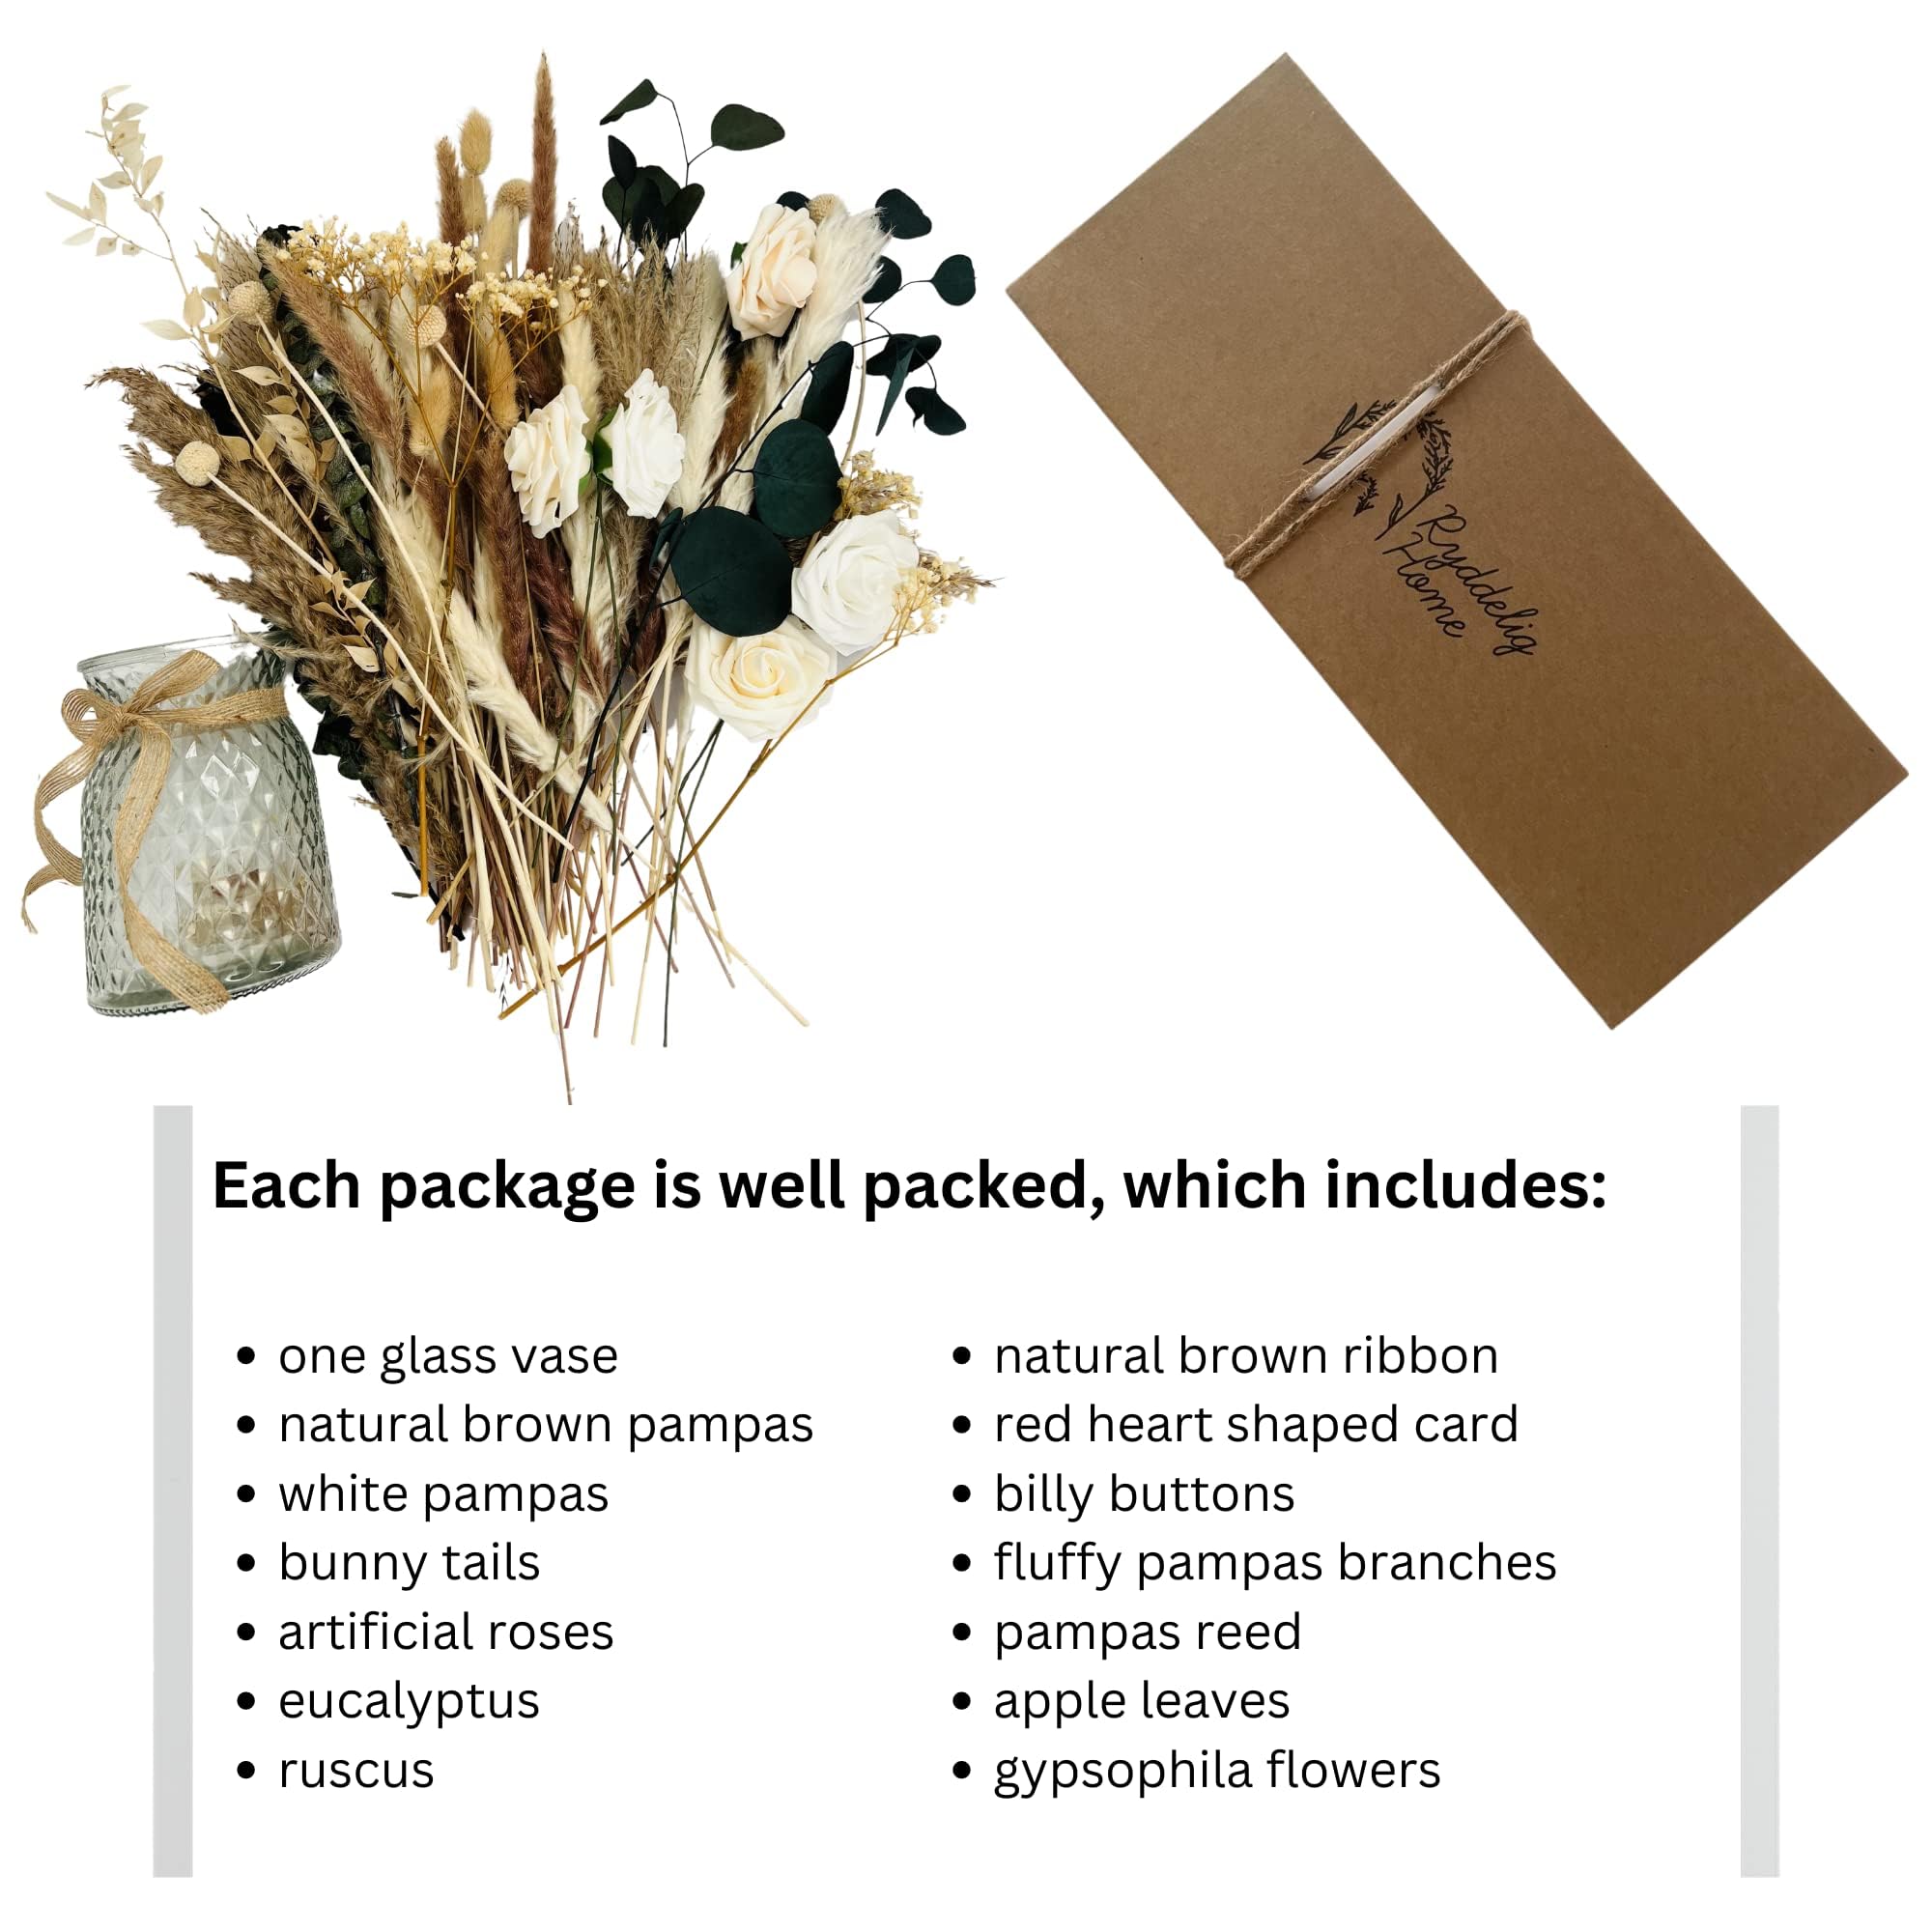 Ryddelig
Home
Each package is well packed, which includes:
• one glass vase
• natural brown pampas
• white pampas
• bunny tails
• artificial roses
• eucalyptus
• ruscus
• natural brown ribbon
• red heart shaped card
• billy buttons
• fluffy pampas branches
• pampas reed
• apple leaves
• gypsophila flowers